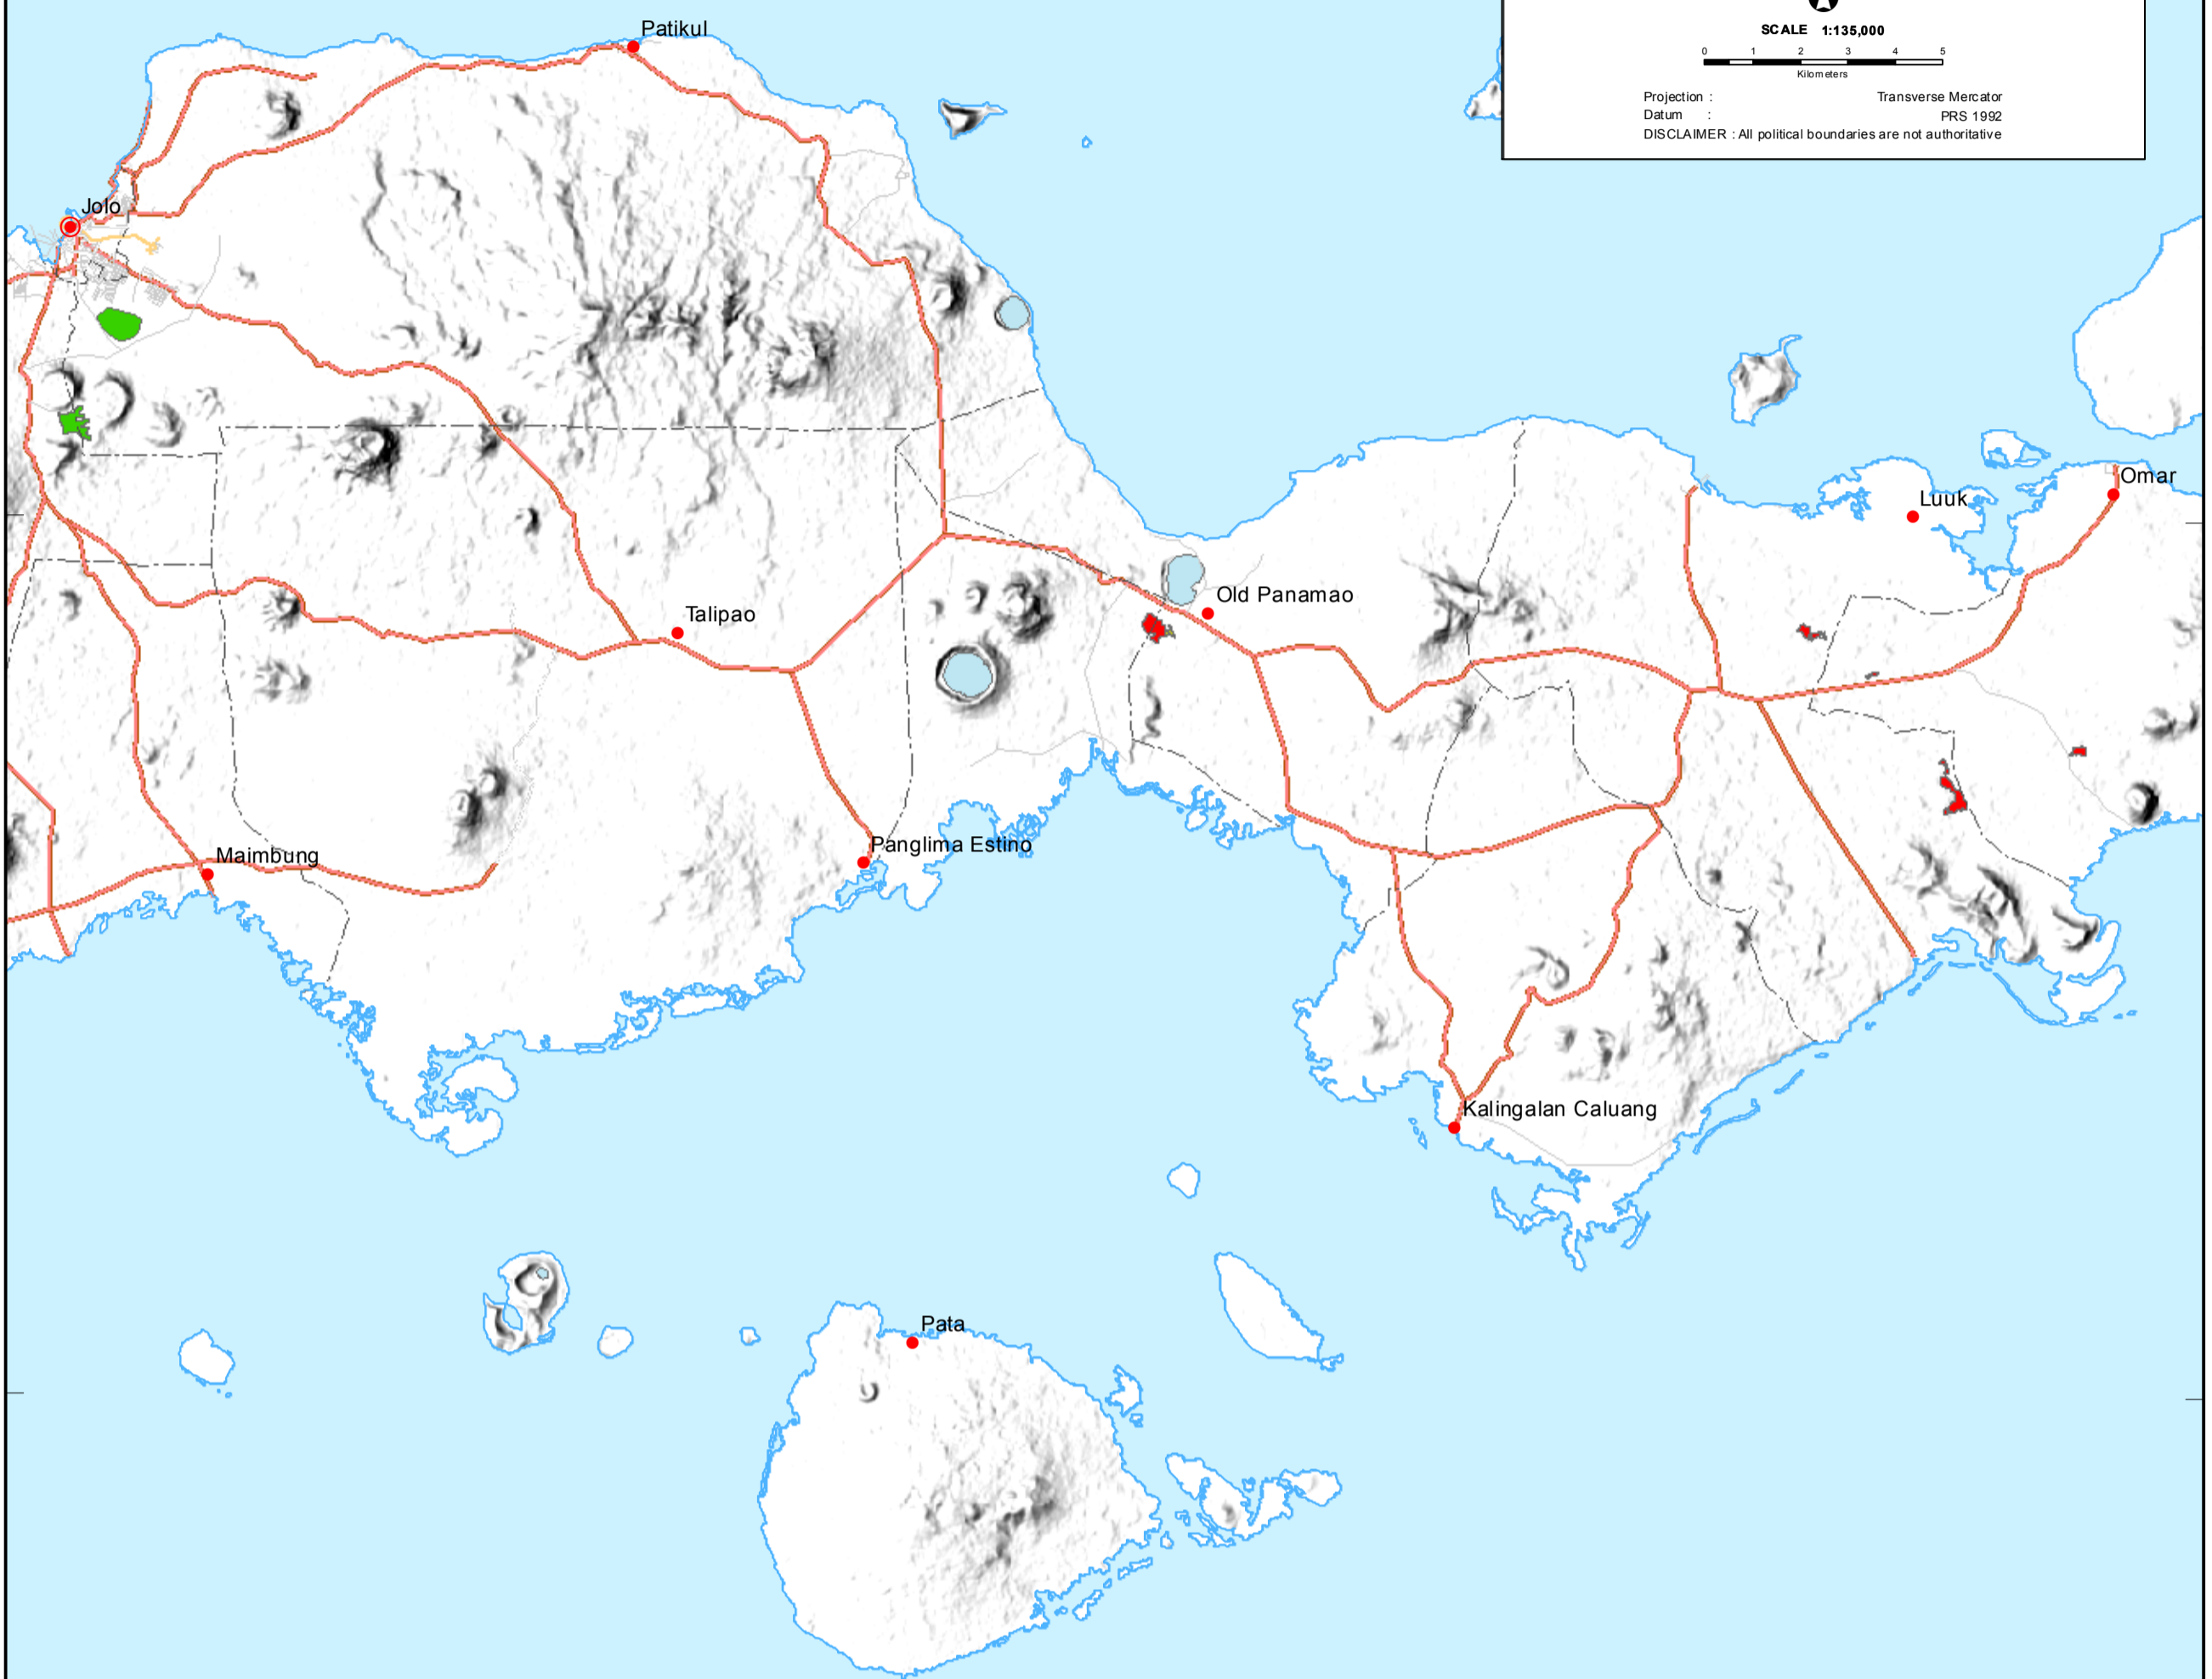 SCALE 1:135,000
0 1 2 3 4 5
Kilometers
Projection : Transverse Mercator
Datum : PRS 1992
DISCLAIMER : All political boundaries are not authoritative
Patikul
Jolo
Omar
Luuk
Old Panamao
Talipao
Panglima Estino
Maimbung
Kalingalan Caluang
Pata